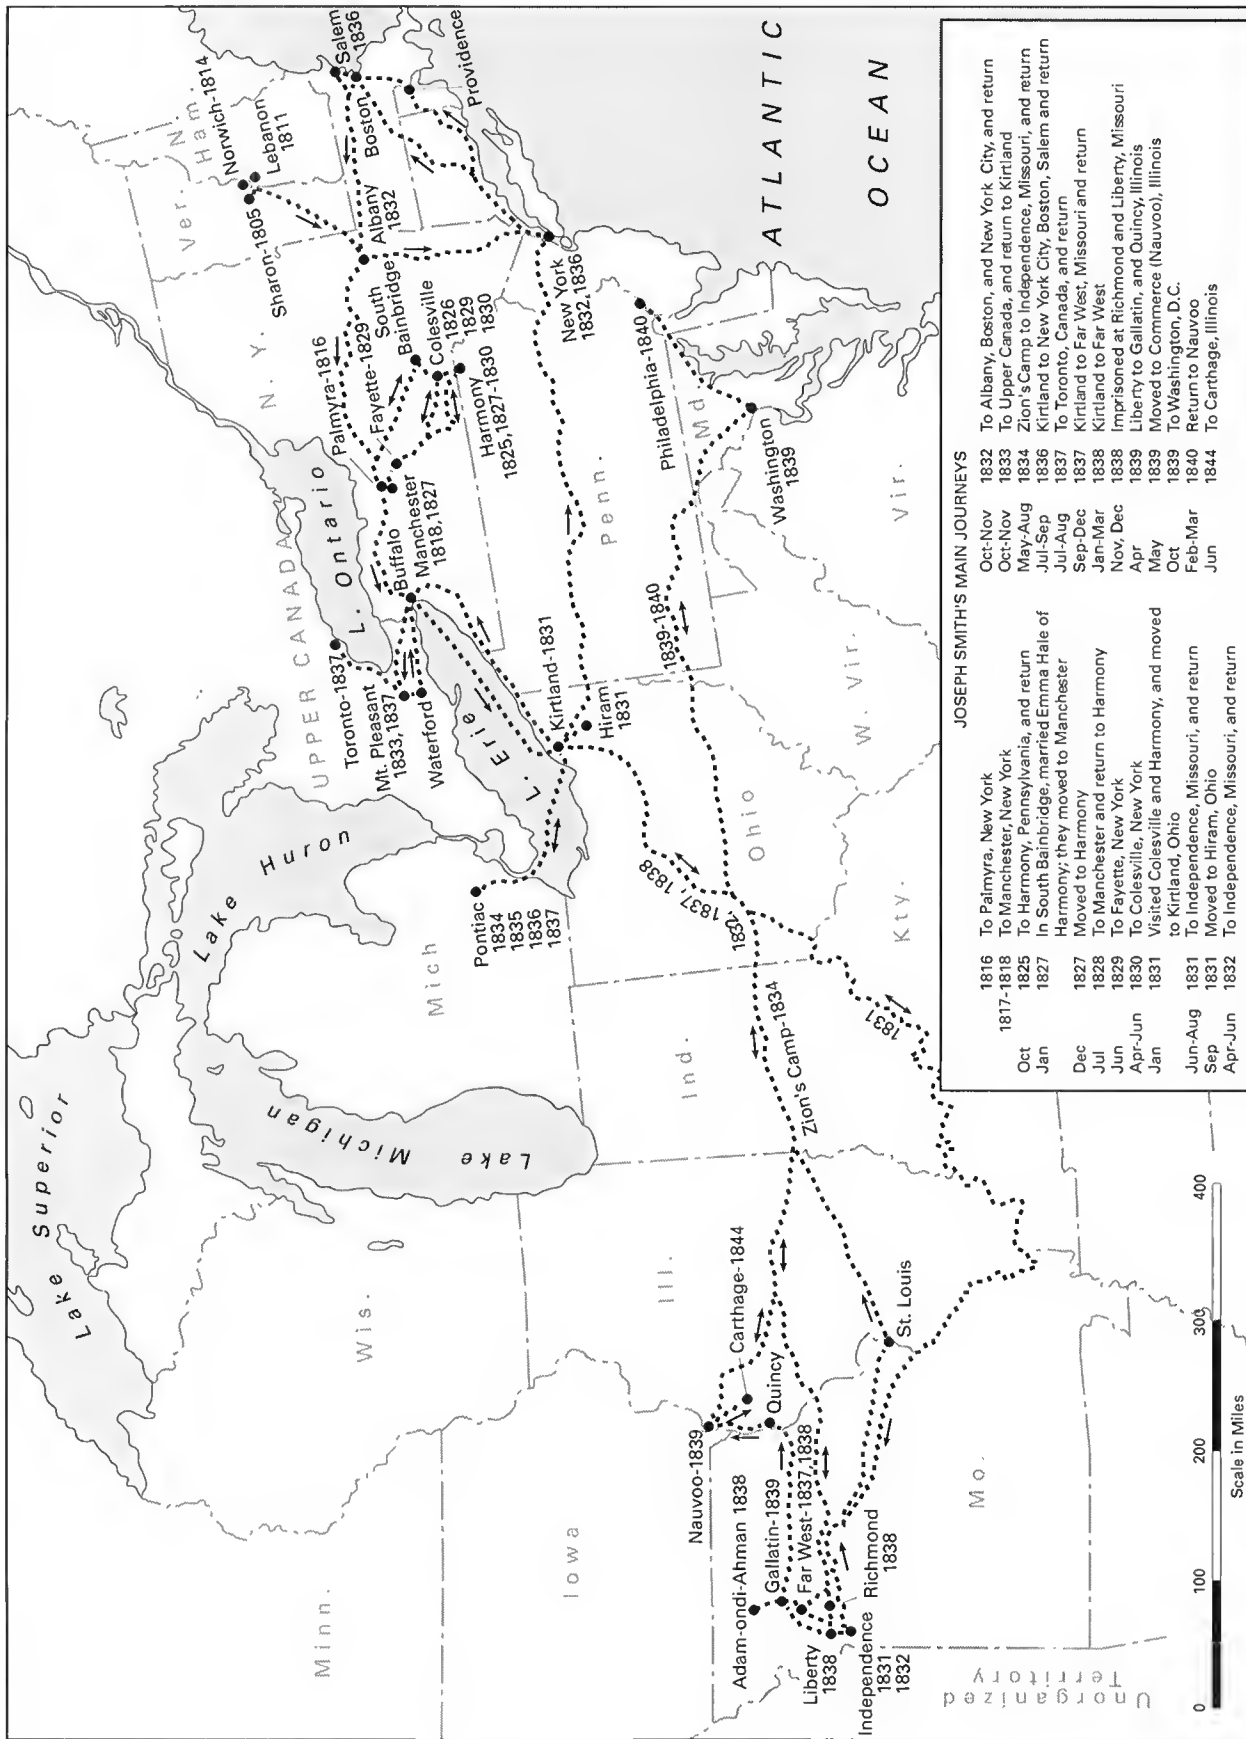 Lake Superior
Lake Michigan
Lake Huron
L. Erie
L. Ontario
UPPER CANADA
ATLANTIC
OCEAN
Minn.
Wis.
Mich
Iowa
Ill.
Ind.
Ohio
Mo.
Kty.
W. Vir.
Vir.
Md.
Penn.
N. Y.
Ver.
N.
Ham.
Unorganized
Territory
Norwich-1814
Lebanon
1811
Sharon-1805
Salem
1836
Boston
Providence
Albany
1832
South
Bainbridge
Colesville
1826
1829
1830
Palmyra-1816
Fayette-1829
Harmony
1825,1827-1830
Manchester
1818,1827
Buffalo
New York
1832,1836
Philadelphia-1840
Washington
1839
Toronto-1837
Mt. Pleasant
1833,1837
Waterford
Kirtland-1831
Hiram
1831
1839-1840
Pontiac
1834
1835
1836
1837
1834, 1837, 1838
1831
Zion's Camp-1834
Nauvoo-1839
Carthage-1844
Quincy
St. Louis
Adam-ondi-Ahman 1838
Gallatin-1839
Far West-1837,1838
Richmond
1838
Liberty
1838
Independence
1831
1832
0 100 200 300 400
Scale in Miles
JOSEPH SMITH'S MAIN JOURNEYS
1816 To Palmyra, New York
1817-1818 To Manchester, New York
Oct 1825 To Harmony, Pennsylvania, and return
Jan 1827 In South Bainbridge, married Emma Hale of
Harmony; they moved to Manchester
Dec 1827 Moved to Harmony
Jul 1828 To Manchester and return to Harmony
Jun 1829 To Fayette, New York
Apr-Jun 1830 To Colesville, New York
Jan 1831 Visited Colesville and Harmony, and moved
to Kirtland, Ohio
Jun-Aug 1831 To Independence, Missouri, and return
Sep 1831 Moved to Hiram, Ohio
Apr-Jun 1832 To Independence, Missouri, and return
Oct-Nov 1832 To Albany, Boston, and New York City, and return
Oct-Nov 1833 To Upper Canada, and return to Kirtland
May-Aug 1834 Zion's Camp to Independence, Missouri, and return
Jul-Sep 1836 Kirtland to New York City, Boston, Salem and return
Jul-Aug 1837 To Toronto, Canada, and return
Sep-Dec 1837 Kirtland to Far West, Missouri and return
Jan-Mar 1838 Kirtland to Far West
Nov, Dec 1838 Imprisoned at Richmond and Liberty, Missouri
Apr 1839 Liberty to Gallatin, and Quincy, Illinois
May 1839 Moved to Commerce (Nauvoo), Illinois
Oct 1839 To Washington, D.C.
Feb-Mar 1840 Return to Nauvoo
Jun 1844 To Carthage, Illinois